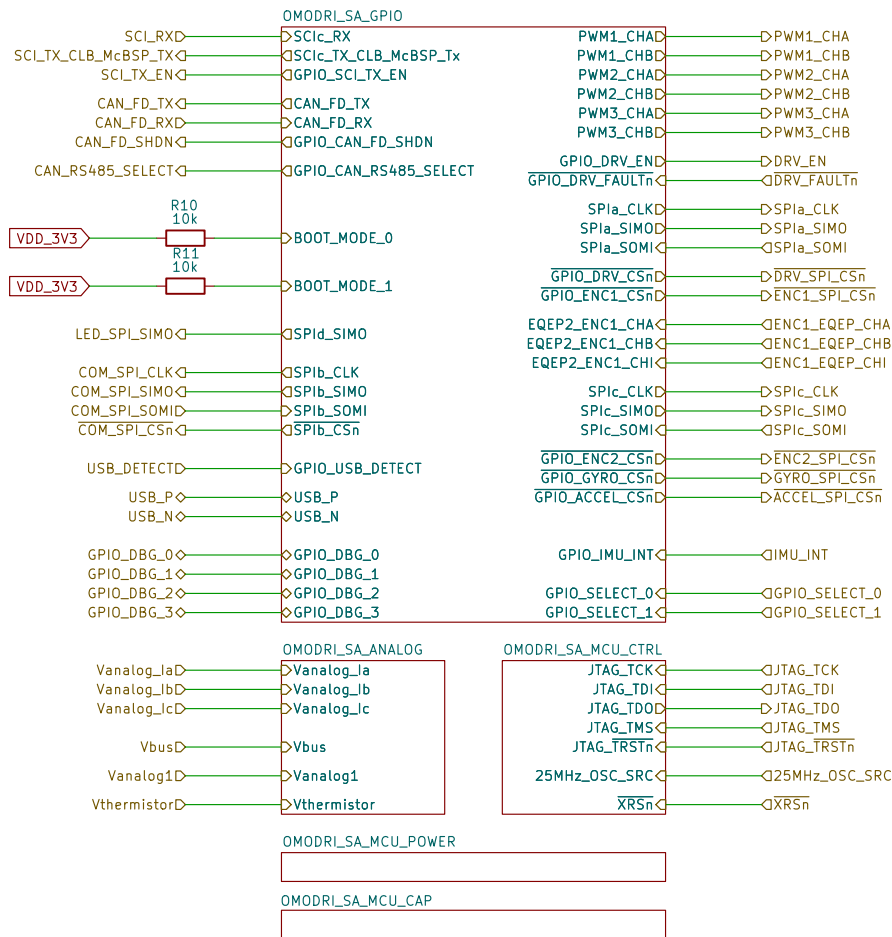 OMODRI_SA_GPIO
SCI_RX SCIc_RX PWM1_CHA PWM1_CHA
SCI_TX_CLB_McBSP_TX SCIc_TX_CLB_McBSP_Tx PWM1_CHB PWM1_CHB
SCI_TX_EN GPIO_SCI_TX_EN PWM2_CHA PWM2_CHA
PWM2_CHB PWM2_CHB
CAN_FD_TX CAN_FD_TX
PWM3_CHA PWM3_CHA
CAN_FD_RX CAN_FD_RX
PWM3_CHB PWM3_CHB
CAN_FD_SHDN GPIO_CAN_FD_SHDN
GPIO_DRV_EN DRV_EN
CAN_RS485_SELECT GPIO_CAN_RS485_SELECT
GPIO_DRV_FAULTn DRV_FAULTn
R10
10k
SPIa_CLK SPIa_CLK
SPIa_SIMO SPIa_SIMO
VDD_3V3 BOOT_MODE_0
SPIa_SOMI SPIa_SOMI
R11
10k
GPIO_DRV_CSn DRV_SPI_CSn
VDD_3V3 BOOT_MODE_1
GPIO_ENC1_CSn ENC1_SPI_CSn
EQEP2_ENC1_CHA ENC1_EQEP_CHA
LED_SPI_SIMO SPId_SIMO
EQEP2_ENC1_CHB ENC1_EQEP_CHB
EQEP2_ENC1_CHI ENC1_EQEP_CHI
COM_SPI_CLK SPIb_CLK
COM_SPI_SIMO SPIb_SIMO SPIc_CLK SPIc_CLK
COM_SPI_SOMI SPIb_SOMI SPIc_SIMO SPIc_SIMO
COM_SPI_CSn SPIb_CSn SPIc_SOMI SPIc_SOMI
GPIO_ENC2_CSn ENC2_SPI_CSn
USB_DETECT GPIO_USB_DETECT
GPIO_GYRO_CSn GYRO_SPI_CSn
USB_P USB_P GPIO_ACCEL_CSn ACCEL_SPI_CSn
USB_N USB_N
GPIO_DBG_0 GPIO_DBG_0 GPIO_IMU_INT IMU_INT
GPIO_DBG_1 GPIO_DBG_1
GPIO_DBG_2 GPIO_DBG_2 GPIO_SELECT_0 GPIO_SELECT_0
GPIO_DBG_3 GPIO_DBG_3 GPIO_SELECT_1 GPIO_SELECT_1
OMODRI_SA_ANALOG OMODRI_SA_MCU_CTRL
Vanalog_Ia Vanalog_Ia JTAG_TCK JTAG_TCK
Vanalog_Ib Vanalog_Ib JTAG_TDI JTAG_TDI
Vanalog_Ic Vanalog_Ic JTAG_TDO JTAG_TDO
JTAG_TMS JTAG_TMS
Vbus Vbus JTAG_TRSTn JTAG_TRSTn
Vanalog1 Vanalog1 25MHz_OSC_SRC 25MHz_OSC_SRC
Vthermistor Vthermistor XRSn XRSn
OMODRI_SA_MCU_POWER
OMODRI_SA_MCU_CAP